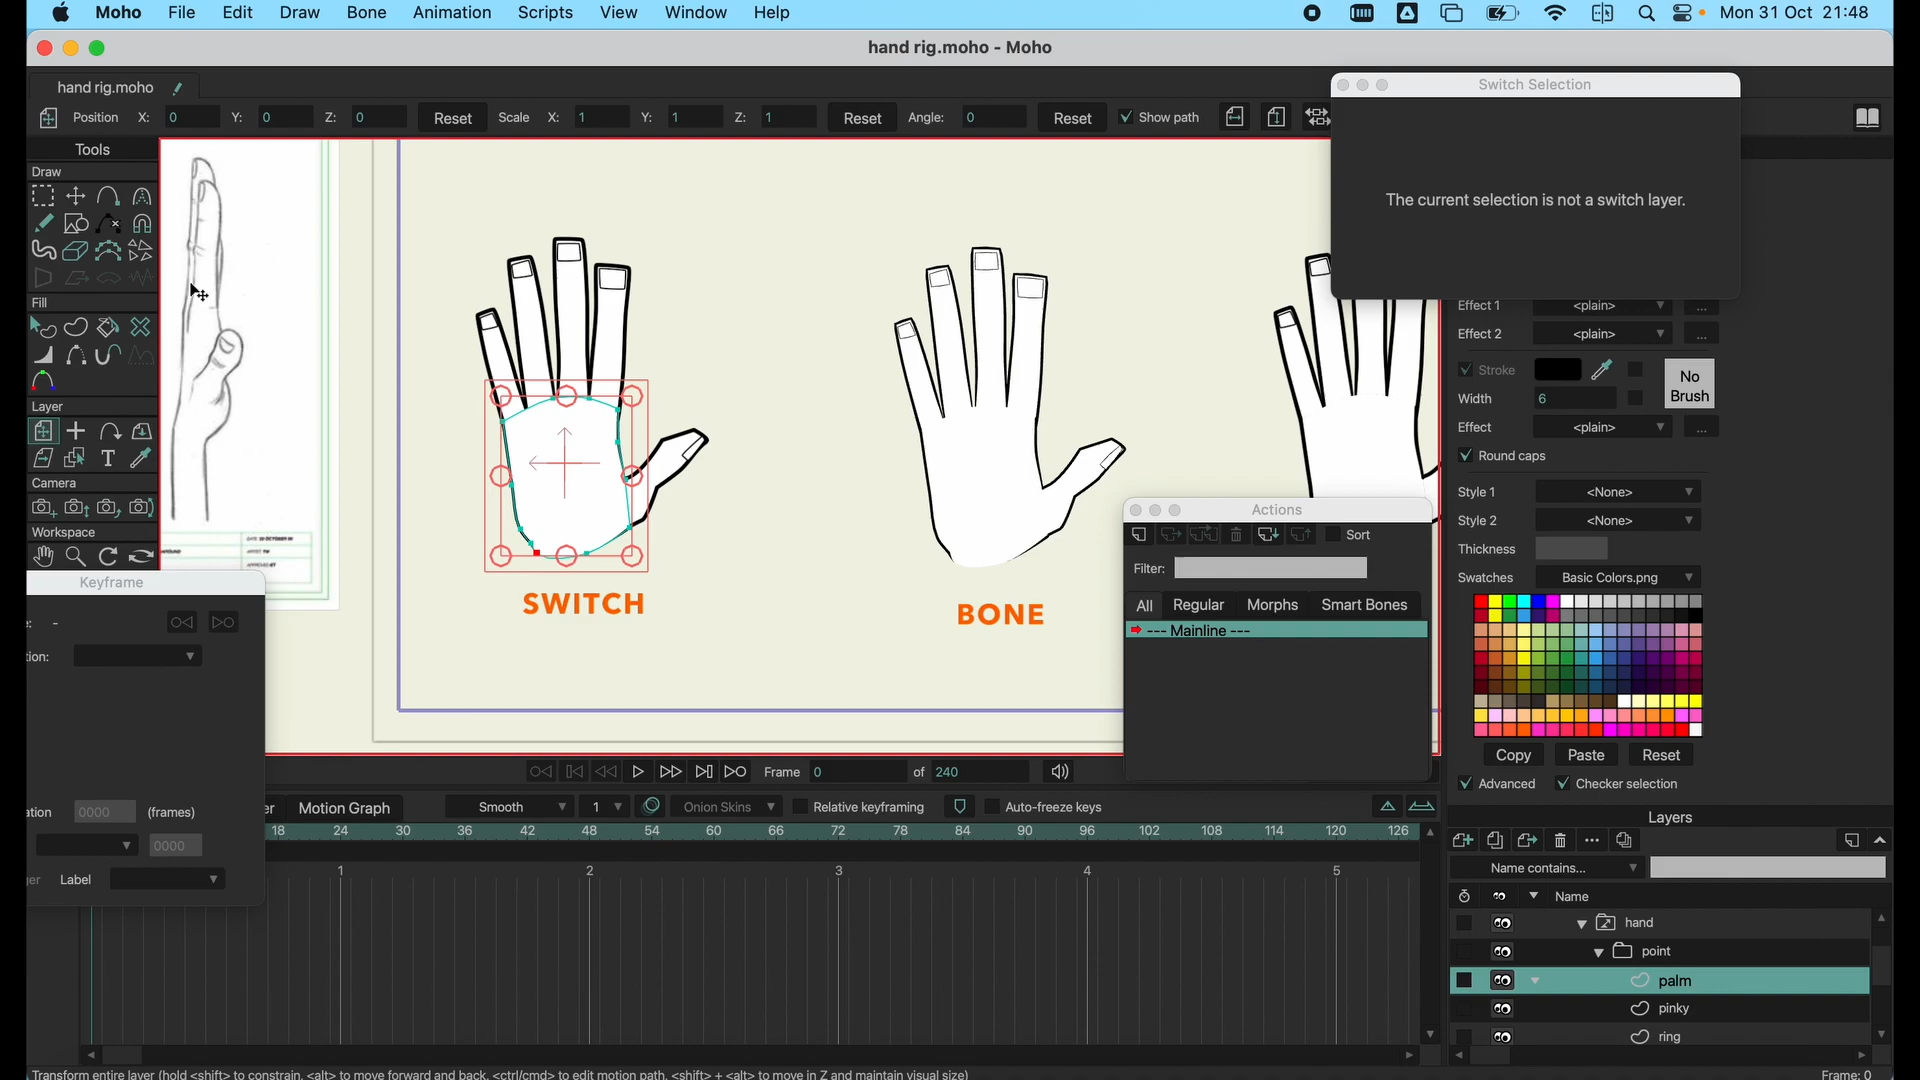 Moho File Edit Draw Bone Animation Scripts View Window Help Mon 31 Oct 21:48
hand rig.moho - Moho
hand rig.moho
Position X: 0 Y: 0 Z: 0 Reset Scale X: 1 Y: 1 Z: 1 Reset Angle: 0 Reset Show path
Switch Selection
The current selection is not a switch layer.
Tools
Draw
Fill
Layer
Camera
Workspace
SWITCH
BONE
Keyframe
: -
ion:
ation 0000 (frames)
0000
er Label
Actions
Sort
Filter:
All Regular Morphs Smart Bones
--- Mainline ---
Effect 1 <plain> ...
Effect 2 <plain> ...
Stroke
No
Brush
Width 6
Effect <plain> ...
Round caps
Style 1 <None>
Style 2 <None>
Thickness
Swatches Basic Colors.png
Copy Paste Reset
Advanced Checker selection
Frame 0 of 240
er Motion Graph Smooth 1 Onion Skins Relative keyframing Auto-freeze keys
18 24 30 36 42 48 54 60 66 72 78 84 90 96 102 108 114 120 126
1 2 3 4 5
Layers
Name contains...
Name
hand
point
palm
pinky
ring
Transform entire layer (hold <shift> to constrain, <alt> to move forward and back, <ctrl/cmd> to edit motion path, <shift> + <alt> to move in Z and maintain visual size)
Frame: 0